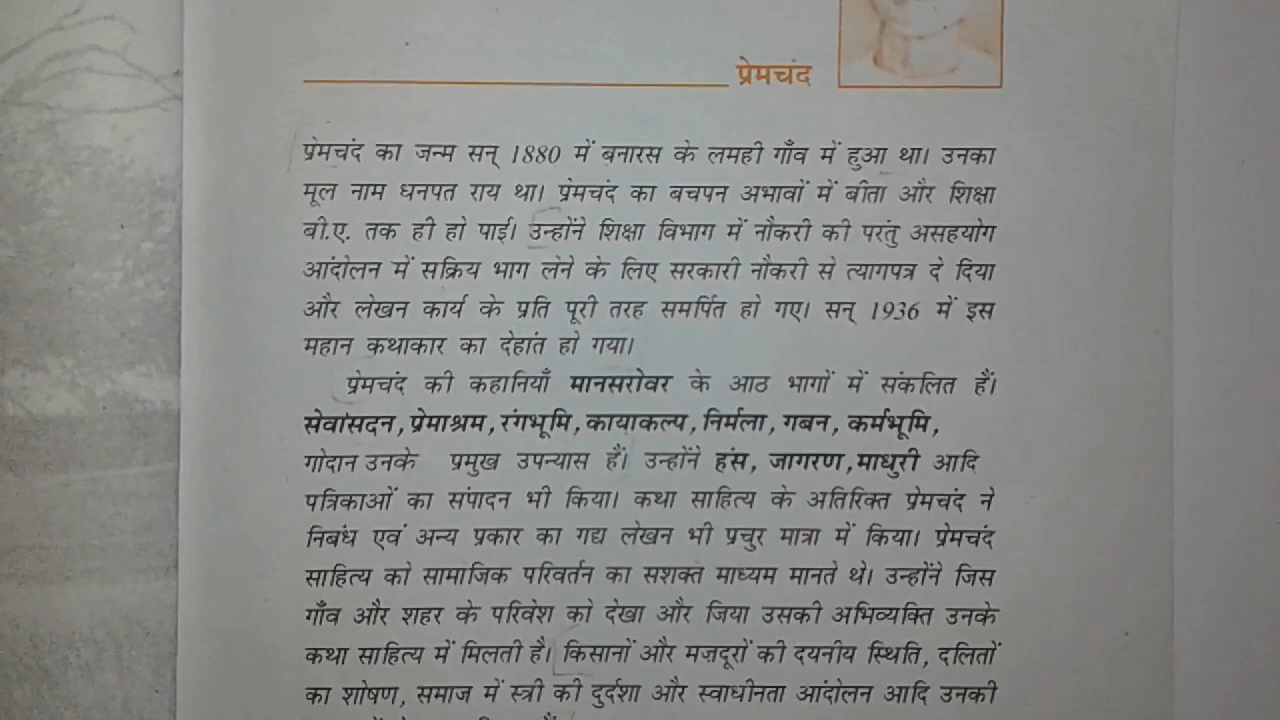 प्रेमचंद
प्रेमचंद का जन्म सन् 1880 में बनारस के लमही गाँव में हुआ था। उनका
मूल नाम धनपत राय था। प्रेमचंद का बचपन अभावों में बीता और शिक्षा
बी.ए. तक ही हो पाई। उन्होंने शिक्षा विभाग में नौकरी की परंतु असहयोग
आंदोलन में सक्रिय भाग लेने के लिए सरकारी नौकरी से त्यागपत्र दे दिया
और लेखन कार्य के प्रति पूरी तरह समर्पित हो गए। सन् 1936 में इस
महान कथाकार का देहांत हो गया।
प्रेमचंद की कहानियाँ मानसरोवर के आठ भागों में संकलित हैं।
सेवासदन, प्रेमाश्रम, रंगभूमि, कायाकल्प, निर्मला, गबन, कर्मभूमि,
गोदान उनके प्रमुख उपन्यास हैं। उन्होंने हंस, जागरण, माधुरी आदि
पत्रिकाओं का संपादन भी किया। कथा साहित्य के अतिरिक्त प्रेमचंद ने
निबंध एवं अन्य प्रकार का गद्य लेखन भी प्रचुर मात्रा में किया। प्रेमचंद
साहित्य को सामाजिक परिवर्तन का सशक्त माध्यम मानते थे। उन्होंने जिस
गाँव और शहर के परिवेश को देखा और जिया उसकी अभिव्यक्ति उनके
कथा साहित्य में मिलती है। किसानों और मज़दूरों की दयनीय स्थिति, दलितों
का शोषण, समाज में स्त्री की दुर्दशा और स्वाधीनता आंदोलन आदि उनकी